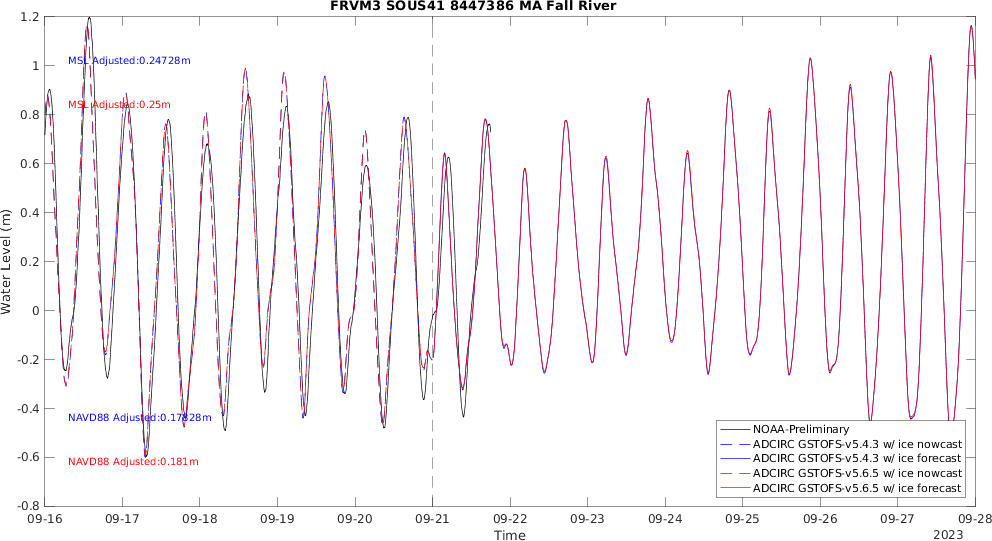 FRVM3 SOUS41 8447386 MA Fall River
1.2
1
0.8
0.6
0.4
0.2
0
-0.2
-0.4
-0.6
-0.8
Water Level (m)
MSL Adjusted:0.24728m
MSL Adjusted:0.25m
NAVD88 Adjusted:0.17828m
NAVD88 Adjusted:0.181m
NOAA-Preliminary
ADCIRC GSTOFS-v5.4.3 w/ ice nowcast
ADCIRC GSTOFS-v5.4.3 w/ ice forecast
ADCIRC GSTOFS-v5.6.5 w/ ice nowcast
ADCIRC GSTOFS-v5.6.5 w/ ice forecast
09-16 09-17 09-18 09-19 09-20 09-21 09-22 09-23 09-24 09-25 09-26 09-27 09-28
Time
2023